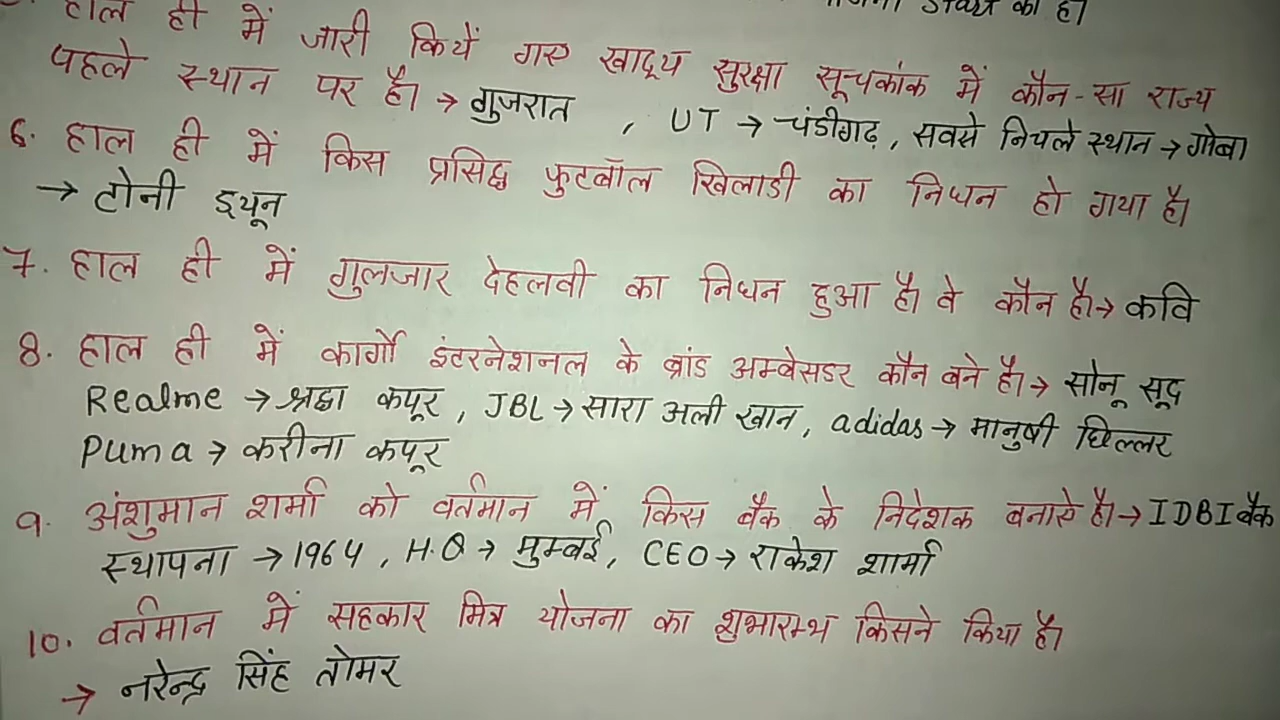 Start की है।
हाल ही में जारी कियें गए खाद्य सुरक्षा सूचकांक में कौन-सा राज्य
पहले स्थान पर है। → गुजरात , UT → चंडीगढ़, सबसे निचले स्थान → गोबा
6. हाल ही में किस प्रसिद्ध फुटबॉल खिलाडी का निधन हो गया है।
→ टोनी ड्यून
7. हाल ही में गुलजार देहलवी का निधन हुआ है। वे कौन है→ कवि
8. हाल ही में कार्गो इंटरनेशनल के ब्रांड अम्बेसडर कौन बने है।→ सोनू सूद
Realme → श्रद्धा कपूर , JBL → सारा अली खान, adidas → मानुषी छिल्लर
Puma → करीना कपूर
9. अंशुमान शर्मा को वर्तमान में किस बैंक के निदेशक बनाये है।→ IDBI बैंक
स्थापना → 1964 , H.Q → मुम्बई, CEO → राकेश शर्मा
10. वर्तमान में सहकार मित्र योजना का शुभारम्भ किसने किया है।
→ नरेन्द्र सिंह तोमर